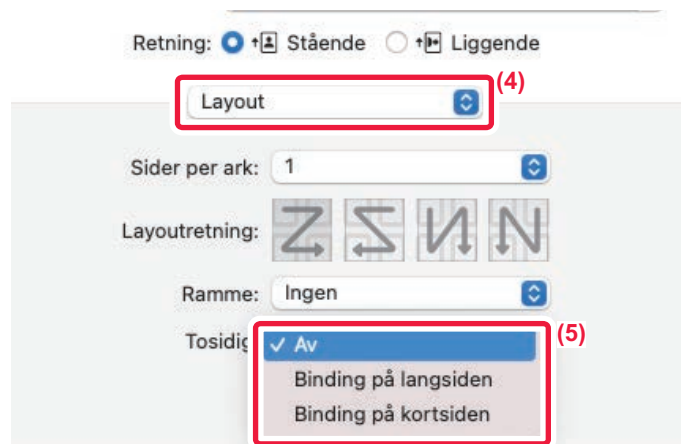 Retning: Stående Liggende
(4)
Layout
Sider per ark: 1
Layoutretning:
Ramme: Ingen
Tosidig
(5)
✓ Av
Binding på langsiden
Binding på kortsiden